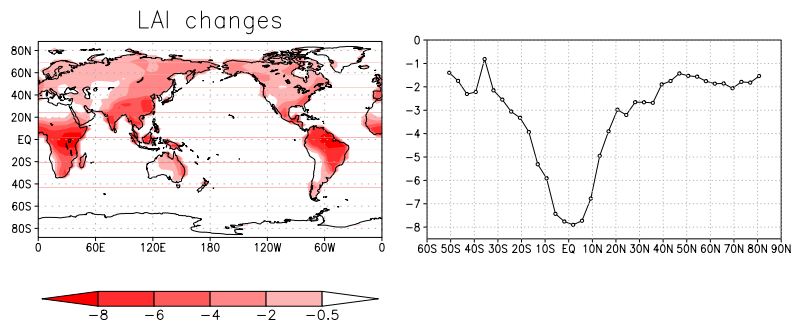 LAI changes
80N
60N
40N
20N
EQ
20S
40S
60S
80S
0 60E 120E 180 120W 60W 0
-8 -6 -4 -2 -0.5
0
-1
-2
-3
-4
-5
-6
-7
-8
60S 50S 40S 30S 20S 10S EQ 10N 20N 30N 40N 50N 60N 70N 80N 90N